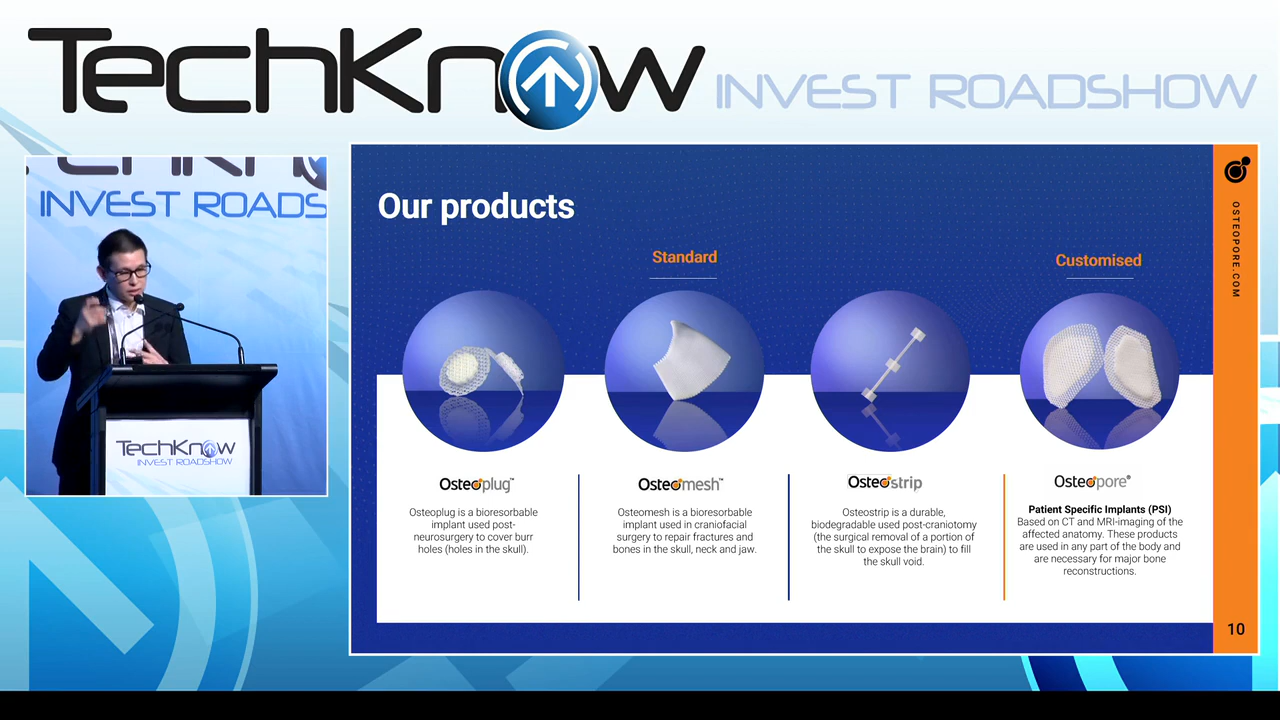 TechKnow INVEST ROADSHOW
INVEST ROADS
TechKnow
INVEST ROADSHOW
Our products
Standard
Customised
Osteoplug™
Osteoplug is a bioresorbable
implant used post-
neurosurgery to cover burr
holes (holes in the skull).
Osteomesh™
Osteomesh is a bioresorbable
implant used in craniofacial
surgery to repair fractures and
bones in the skull, neck and jaw.
Osteostrip
Osteostrip is a durable,
biodegradable used post-craniotomy
(the surgical removal of a portion of
the skull to expose the brain) to fill
the skull void.
Osteopore®
Patient Specific Implants (PSI)
Based on CT and MRI-imaging of the
affected anatomy. These products
are used in any part of the body and
are necessary for major bone
reconstructions.
OSTEOPORE.COM
10